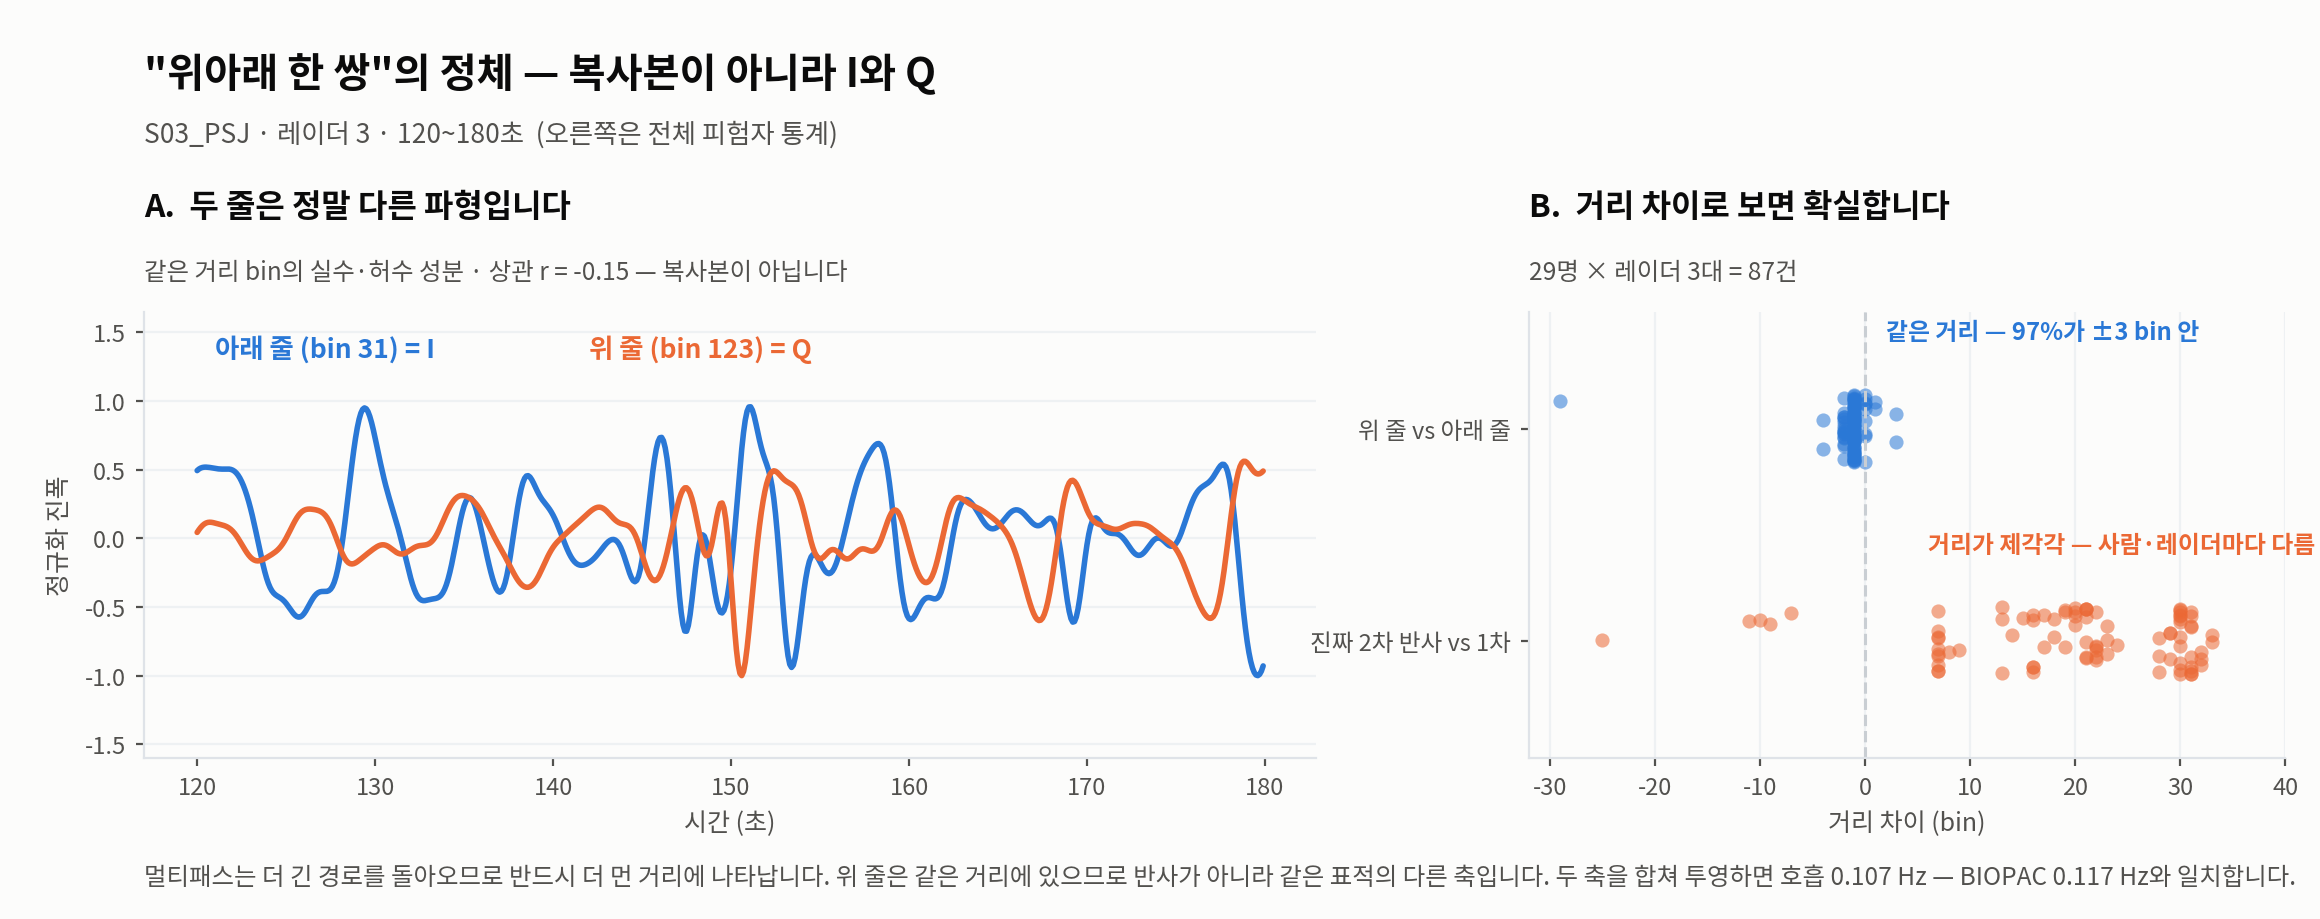 "위아래 한 쌍"의 정체 — 복사본이 아니라 I와 Q
S03_PSJ · 레이더 3 · 120~180초 (오른쪽은 전체 피험자 통계)
A. 두 줄은 정말 다른 파형입니다
같은 거리 bin의 실수·허수 성분 · 상관 r = -0.15 — 복사본이 아닙니다
아래 줄 (bin 31) = I
위 줄 (bin 123) = Q
정규화 진폭
1.5
1.0
0.5
0.0
-0.5
-1.0
-1.5
120
130
140
150
160
170
180
시간 (초)
B. 거리 차이로 보면 확실합니다
29명 × 레이더 3대 = 87건
같은 거리 — 97%가 ±3 bin 안
위 줄 vs 아래 줄
거리가 제각각 — 사람·레이더마다 다름
진짜 2차 반사 vs 1차
-30
-20
-10
0
10
20
30
40
거리 차이 (bin)
멀티패스는 더 긴 경로를 돌아오므로 반드시 더 먼 거리에 나타납니다. 위 줄은 같은 거리에 있으므로 반사가 아니라 같은 표적의 다른 축입니다. 두 축을 합쳐 투영하면 호흡 0.107 Hz — BIOPAC 0.117 Hz와 일치합니다.